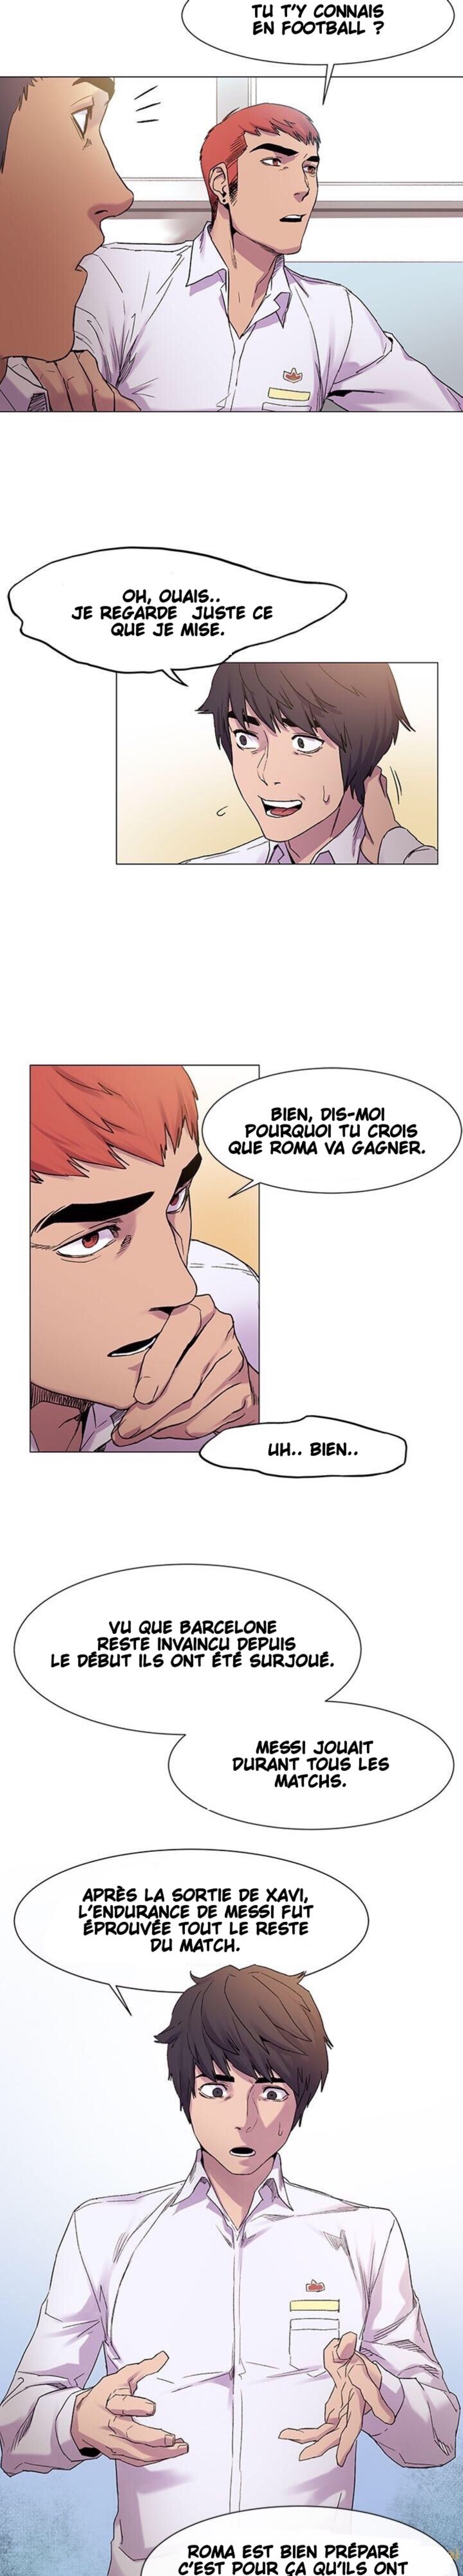 TU T'Y CONNAIS
EN FOOTBALL ?
OH, OUAIS..
JE REGARDE JUSTE CE
QUE JE MISE.
BIEN, DIS-MOI
POURQUOI TU CROIS
QUE ROMA VA GAGNER.
UH.. BIEN..
VU QUE BARCELONE
RESTE INVAINCU DEPUIS
LE DÉBUT ILS ONT ÉTÉ SURJOUÉ.
MESSI JOUAIT
DURANT TOUS LES
MATCHS.
APRÈS LA SORTIE DE XAVI,
L'ENDURANCE DE MESSI FUT
ÉPROUVÉE TOUT LE RESTE
DU MATCH.
ROMA EST BIEN PRÉPARÉ
C'EST POUR ÇA QU'ILS ONT